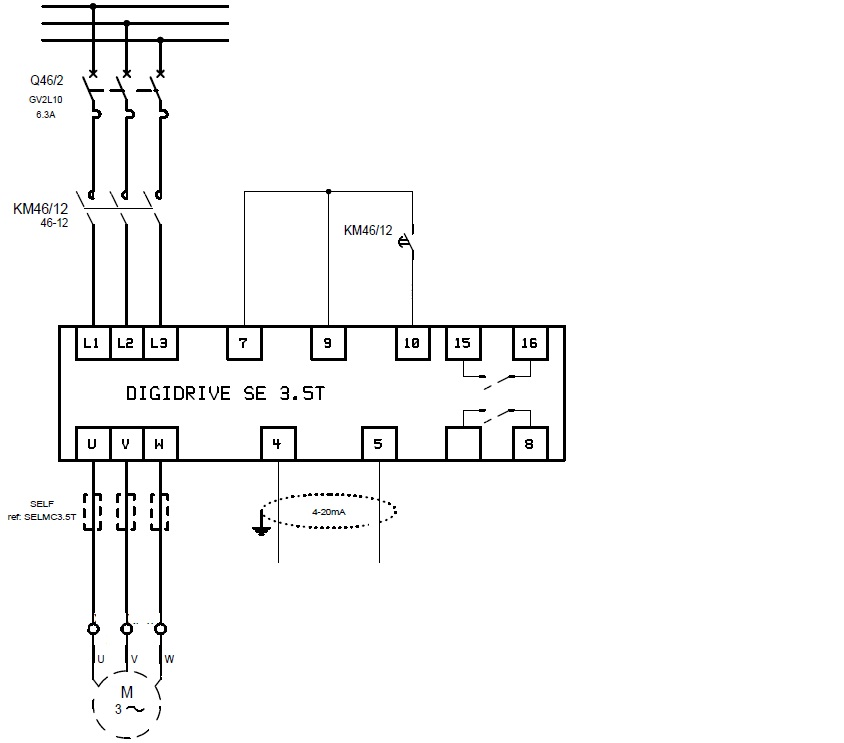 Q46/2
GV2L10
6.3A
KM46/12
46-12
KM46/12
L1 L2 L3 7 9 10 15 16
DIGIDRIVE SE 3.5T
U V W 4 5 8
SELF
ref: SELMC3.5T
4-20mA
U V W
M
3